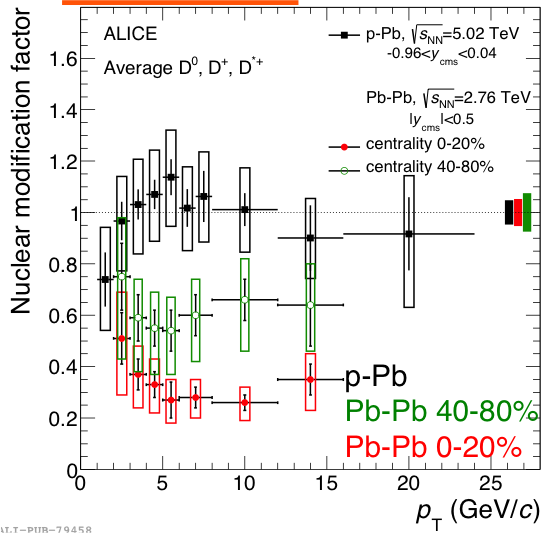 ALICE
Average D⁰, D⁺, D*⁺
p-Pb, √sNN=5.02 TeV
-0.96<ycms<0.04
Pb-Pb, √sNN=2.76 TeV
|ycms|<0.5
centrality 0-20%
centrality 40-80%
Nuclear modification factor
1.6
1.4
1.2
1
0.8
0.6
0.4
0.2
0
p-Pb
Pb-Pb 40-80%
Pb-Pb 0-20%
0 5 10 15 20 25
pT (GeV/c)
ALI-PUB-79458